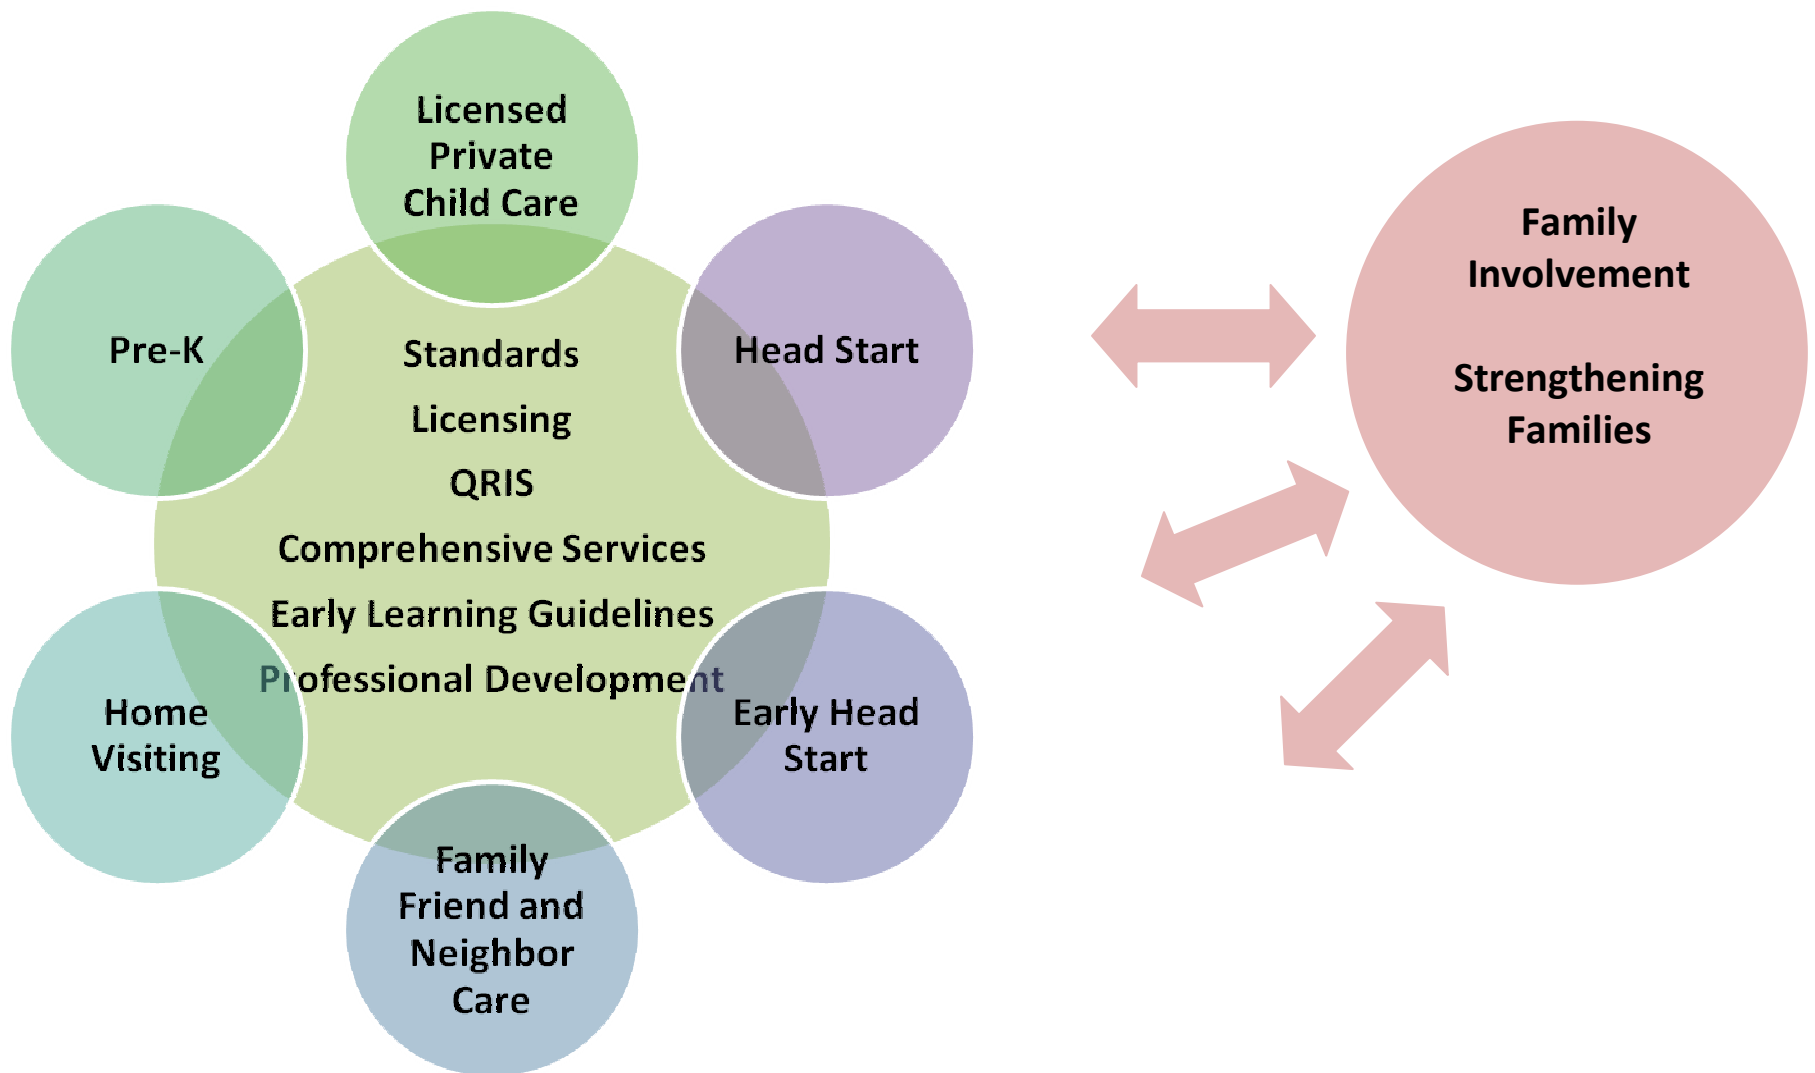 Licensed
Private
Child Care
Pre-K
Head Start
Standards
Licensing
QRIS
Comprehensive Services
Early Learning Guidelines
Professional Development
Home
Visiting
Early Head
Start
Family
Friend and
Neighbor
Care
Family
Involvement
Strengthening
Families